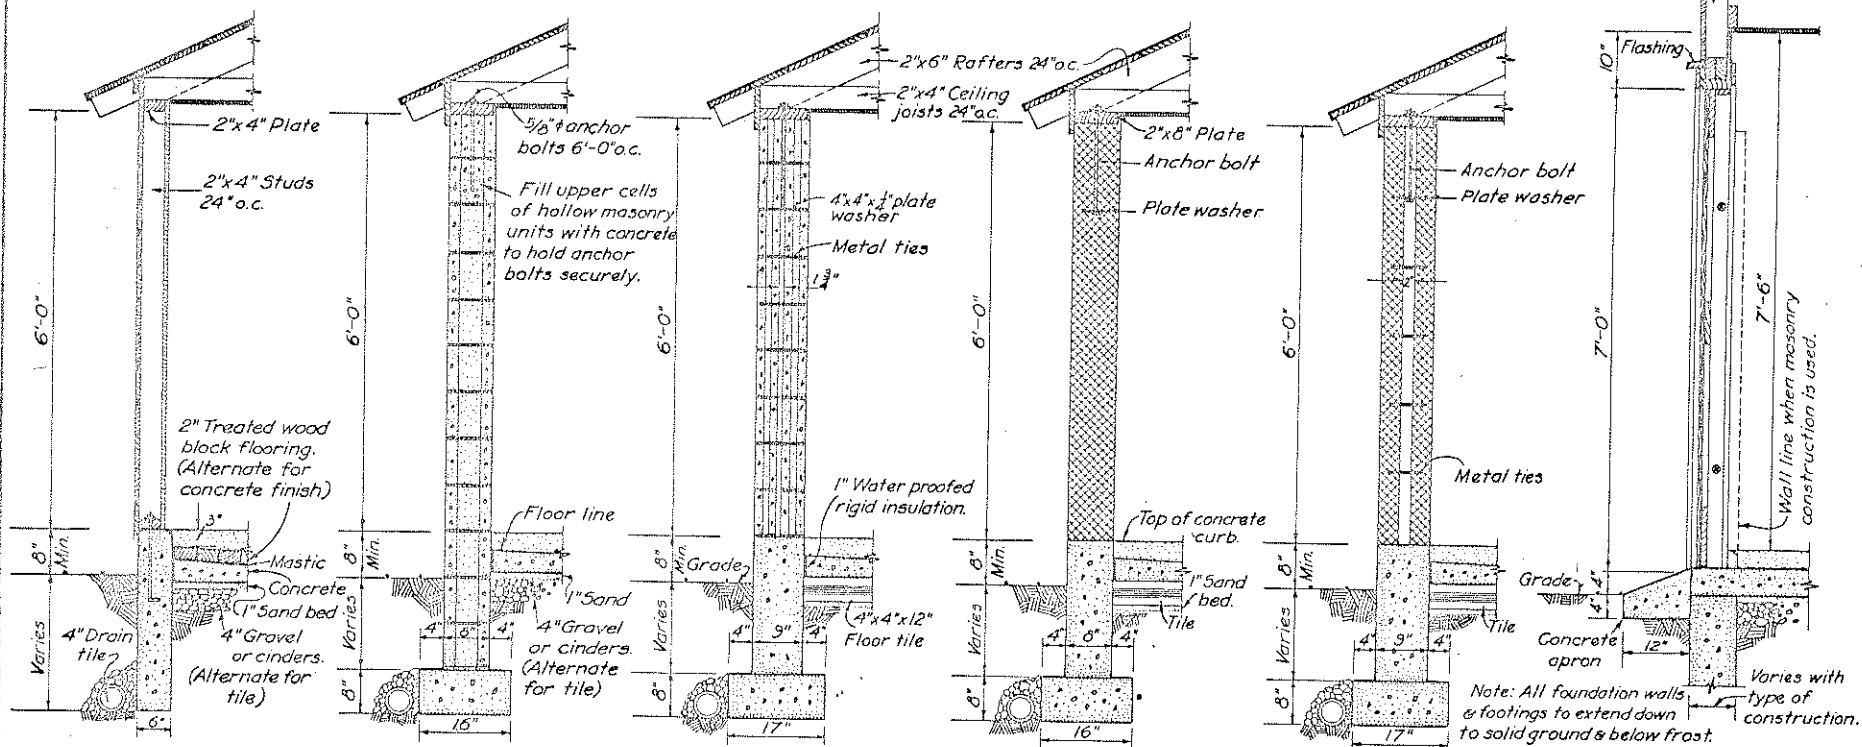 2"x4" Plate
2"x4" Studs
24" o.c.
6'-0"
2" Treated wood
block flooring.
(Alternate for
concrete finish)
3"
8"
Min.
Mastic
Concrete
1" Sand bed
Varies
4" Drain
tile
4" Gravel
or cinders.
(Alternate for
tile)
6"
5/8"ϕ anchor
bolts 6'-0" o.c.
Fill upper cells
of hollow masonry
units with concrete
to hold anchor
bolts securely.
6'-0"
Floor line
8"
Min.
1" Sand
Varies
4"
8"
4"
4" Gravel
or cinders.
(Alternate
for tile)
8"
16"
2"x6" Rafters 24" o.c.
2"x4" Ceiling
joists 24" o.c.
4"x4"x¼" plate
washer
Metal ties
1¾"
6'-0"
1" Water proofed
rigid insulation.
8"
Min.
Grade
Varies
4"
9"
4"
4"x4"x12"
Floor tile
8"
17"
2"x8" Plate
Anchor bolt
Plate washer
6'-0"
Top of concrete
curb.
8"
Min.
1" Sand
bed.
Tile
Varies
4"
8"
4"
8"
16"
Anchor bolt
Plate washer
2"
6'-0"
Metal ties
8"
Min.
Tile
Varies
4"
9"
4"
8"
17"
Flashing
10"
7'-0"
7'-6"
Wall line when masonry
construction is used.
Grade
4"
4"
Concrete
apron
12"
Varies with
type of
construction.
Note: All foundation walls
& footings to extend down
to solid ground & below frost.